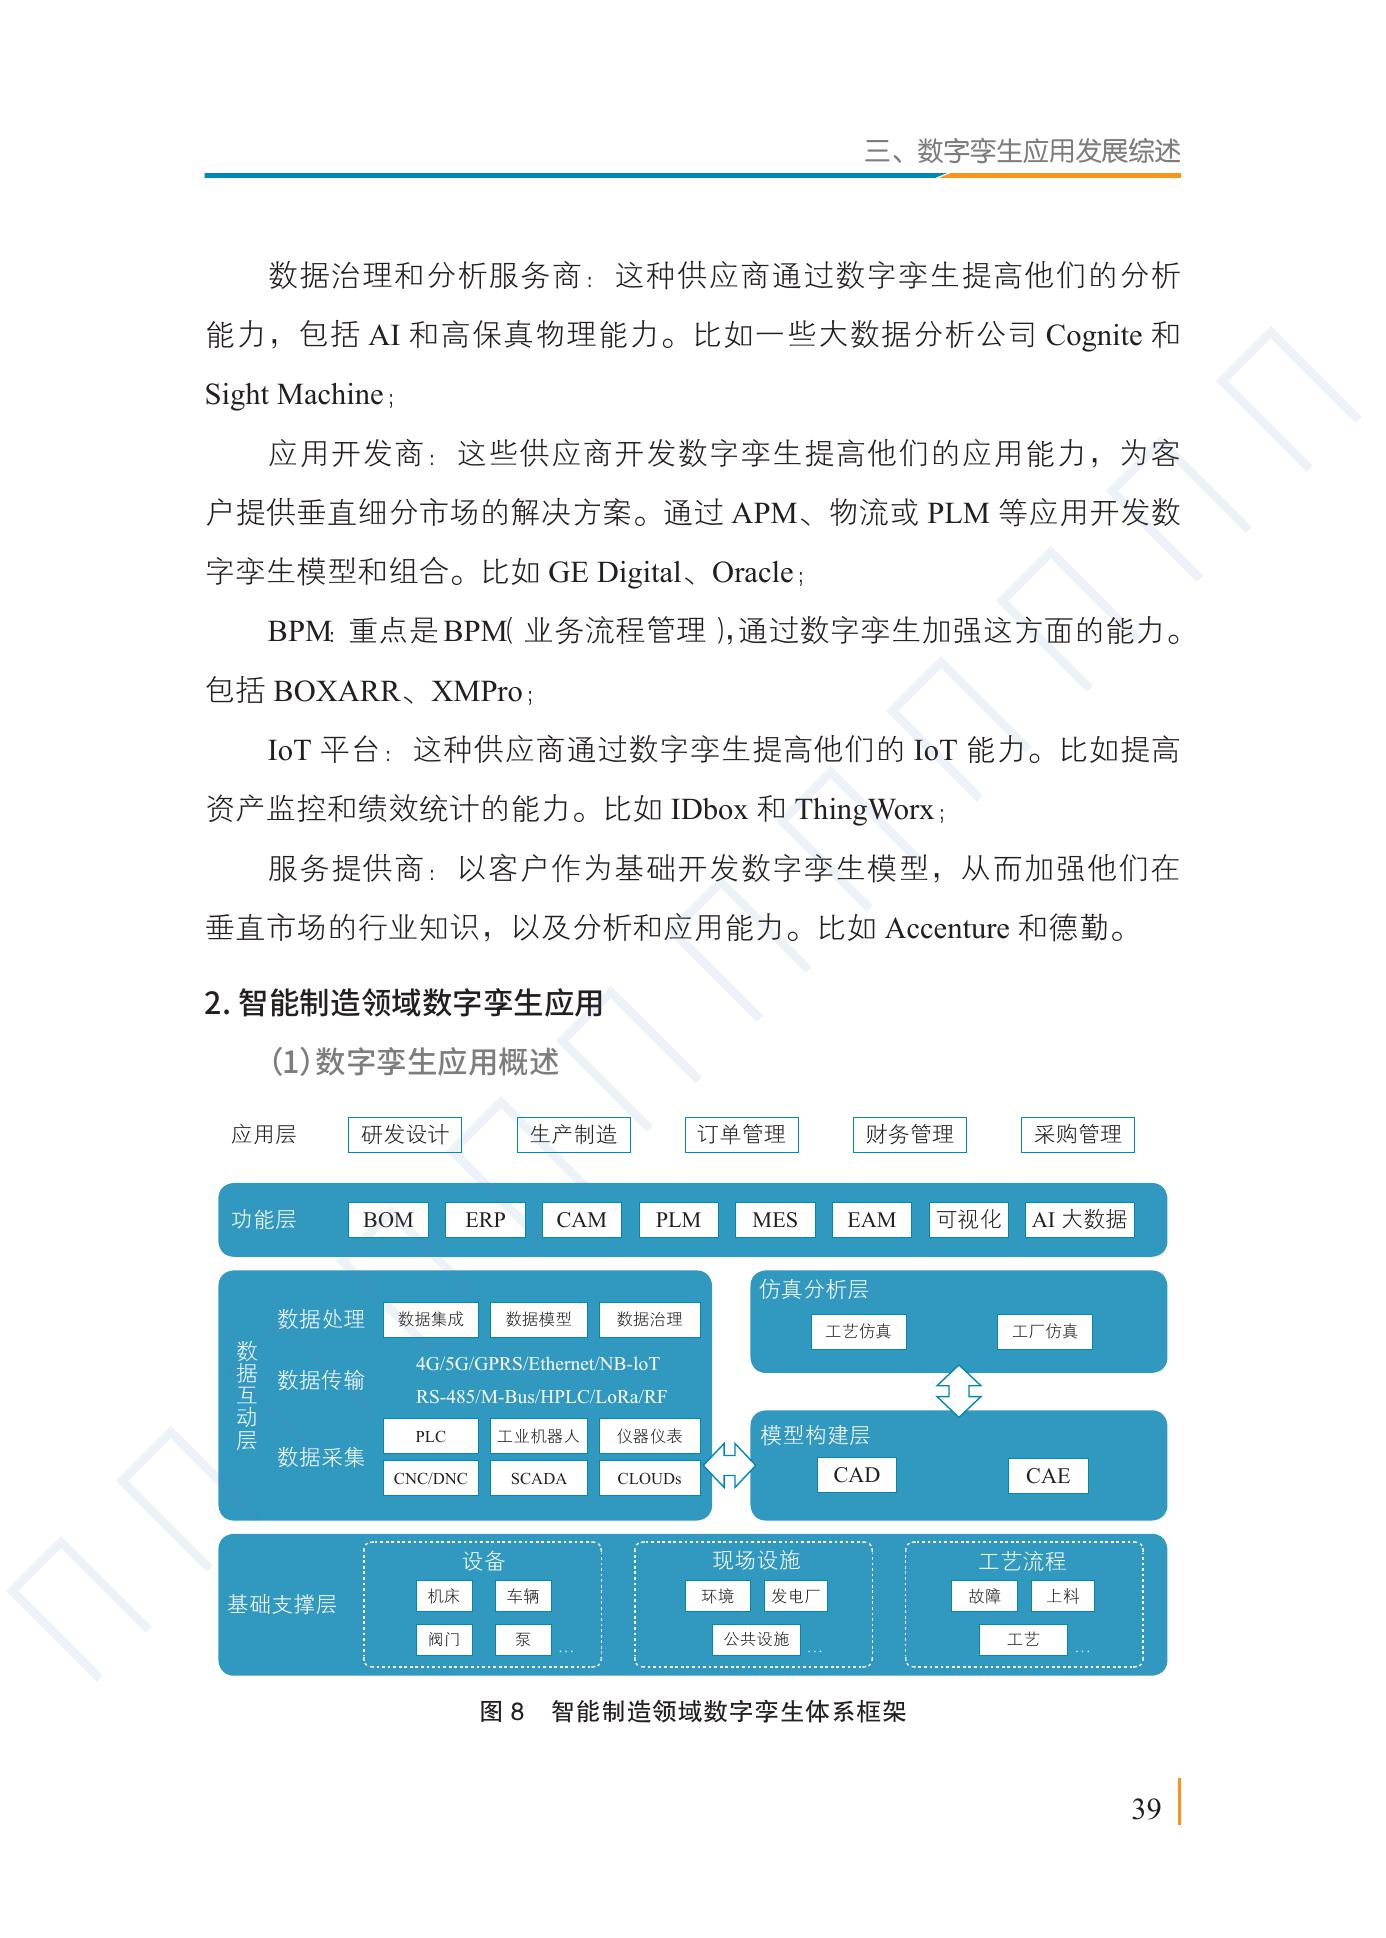 三、数字孪生应用发展综述
数据治理和分析服务商：这种供应商通过数字孪生提高他们的分析
能力，包括 AI 和高保真物理能力。比如一些大数据分析公司 Cognite 和
Sight Machine；
应用开发商：这些供应商开发数字孪生提高他们的应用能力，为客
户提供垂直细分市场的解决方案。通过 APM、物流或 PLM 等应用开发数
字孪生模型和组合。比如 GE Digital、Oracle；
BPM：重点是 BPM（业务流程管理），通过数字孪生加强这方面的能力。
包括 BOXARR、XMPro；
IoT 平台：这种供应商通过数字孪生提高他们的 IoT 能力。比如提高
资产监控和绩效统计的能力。比如 IDbox 和 ThingWorx；
服务提供商：以客户作为基础开发数字孪生模型，从而加强他们在
垂直市场的行业知识，以及分析和应用能力。比如 Accenture 和德勤。
2. 智能制造领域数字孪生应用
（1）数字孪生应用概述
应用层 研发设计 生产制造 订单管理 财务管理 采购管理
功能层 BOM ERP CAM PLM MES EAM 可视化 AI 大数据
数据互动层
数据处理 数据集成 数据模型 数据治理
数据传输
4G/5G/GPRS/Ethernet/NB-loT
RS-485/M-Bus/HPLC/LoRa/RF
数据采集
PLC 工业机器人 仪器仪表
CNC/DNC SCADA CLOUDs
仿真分析层
工艺仿真 工厂仿真
模型构建层
CAD CAE
基础支撑层
设备
机床 车辆
阀门 泵 …
现场设施
环境 发电厂
公共设施 …
工艺流程
故障 上料
工艺 …
图 8 智能制造领域数字孪生体系框架
39